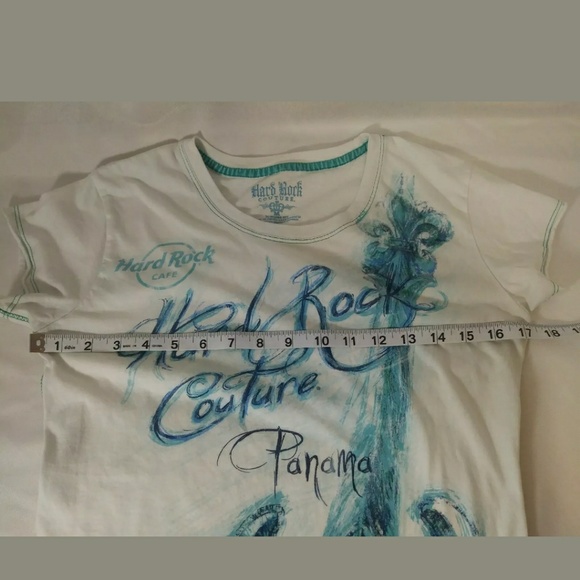 Hard Rock
COUTURE
Hard Rock
CAFE
Hard Rock
Couture.
Panama
1 2 3 4 5 6 7 8 9 10 11 12 13 14 15 16 17 18